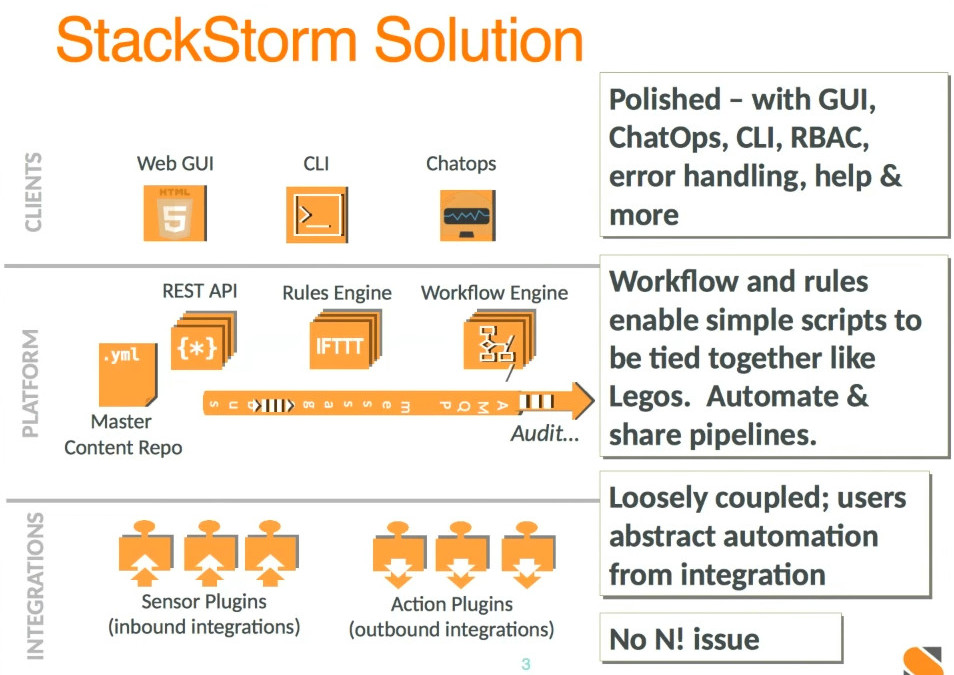 StackStorm Solution
CLIENTS
Web GUI
CLI
Chatops
HTML
5
>_
Polished – with GUI,
ChatOps, CLI, RBAC,
error handling, help &
more
PLATFORM
REST API
Rules Engine
Workflow Engine
.yml
{*}
IFTTT
Master
Content Repo
AMQP message bus
Audit...
Workflow and rules
enable simple scripts to
be tied together like
Legos. Automate &
share pipelines.
INTEGRATIONS
Sensor Plugins
(inbound integrations)
Action Plugins
(outbound integrations)
Loosely coupled; users
abstract automation
from integration
No N! issue
3